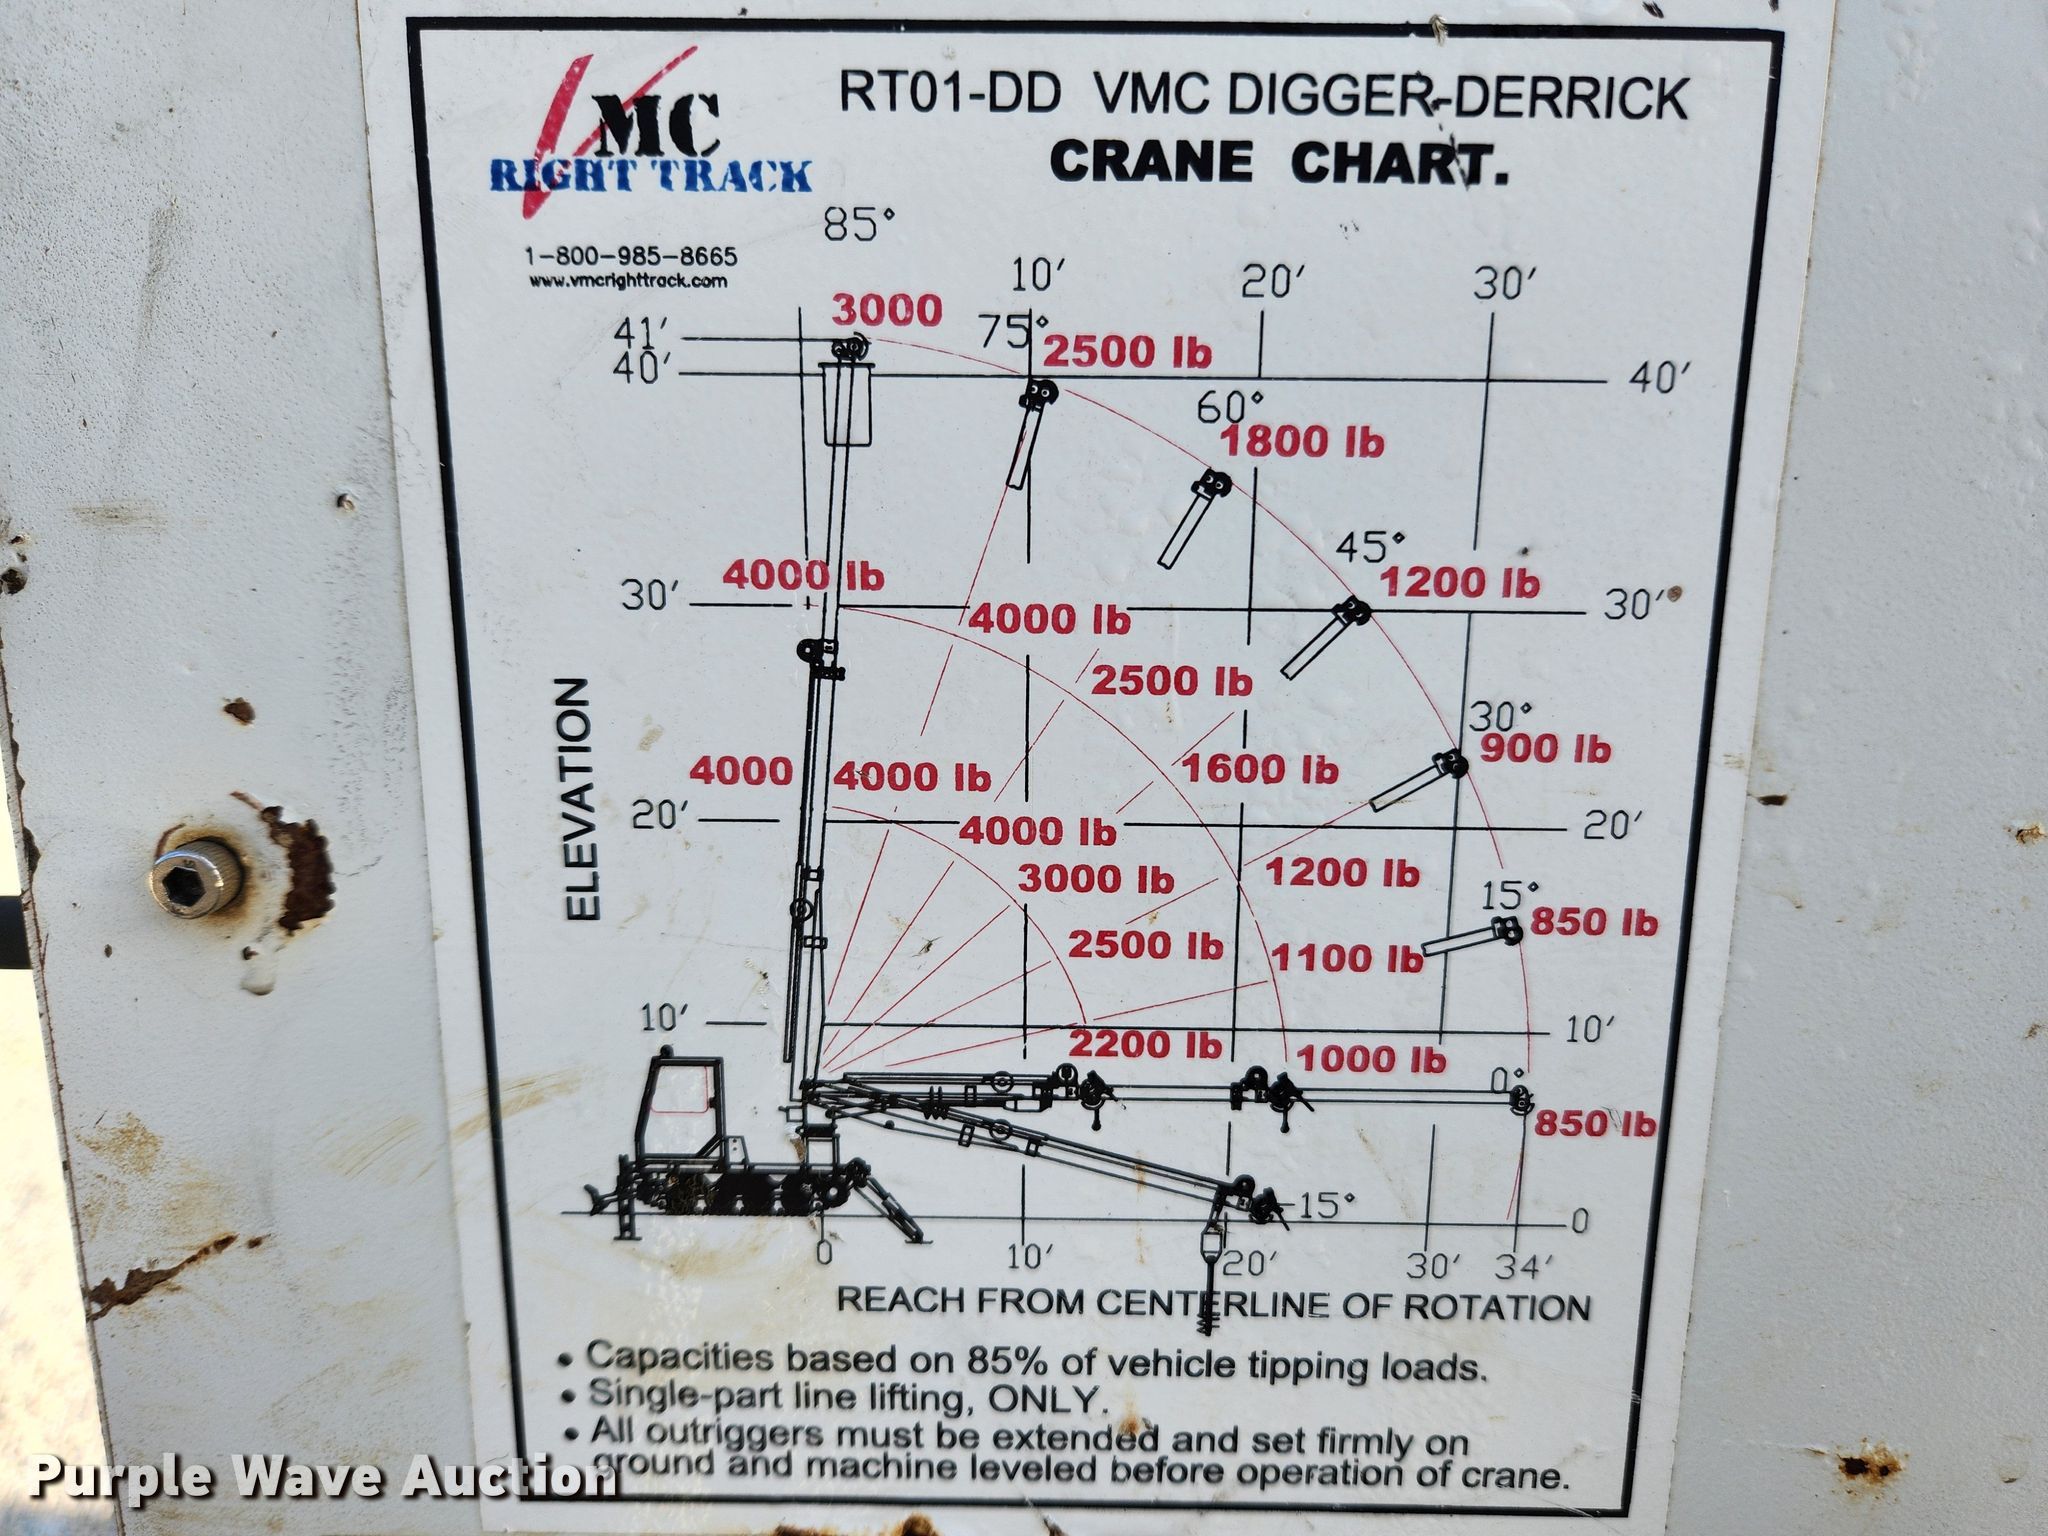 VMC
RIGHT TRACK
1-800-985-8665
www.vmcrighttrack.com
RT01-DD VMC DIGGER-DERRICK
CRANE CHART.
85°
10' 20' 30'
3000
41'
75°
2500 lb
40' 40'
60°
1800 lb
45°
4000 lb
1200 lb
30' 30'
4000 lb
2500 lb
30°
900 lb
4000 4000 lb
1600 lb
20' 20'
4000 lb
3000 lb
1200 lb
15°
850 lb
2500 lb
1100 lb
10' 10'
2200 lb
1000 lb
0°
850 lb
-15°
0
0 10' 20' 30' 34'
ELEVATION
REACH FROM CENTERLINE OF ROTATION
• Capacities based on 85% of vehicle tipping loads.
• Single-part line lifting, ONLY.
• All outriggers must be extended and set firmly on
ground and machine leveled before operation of crane.
Purple Wave Auction